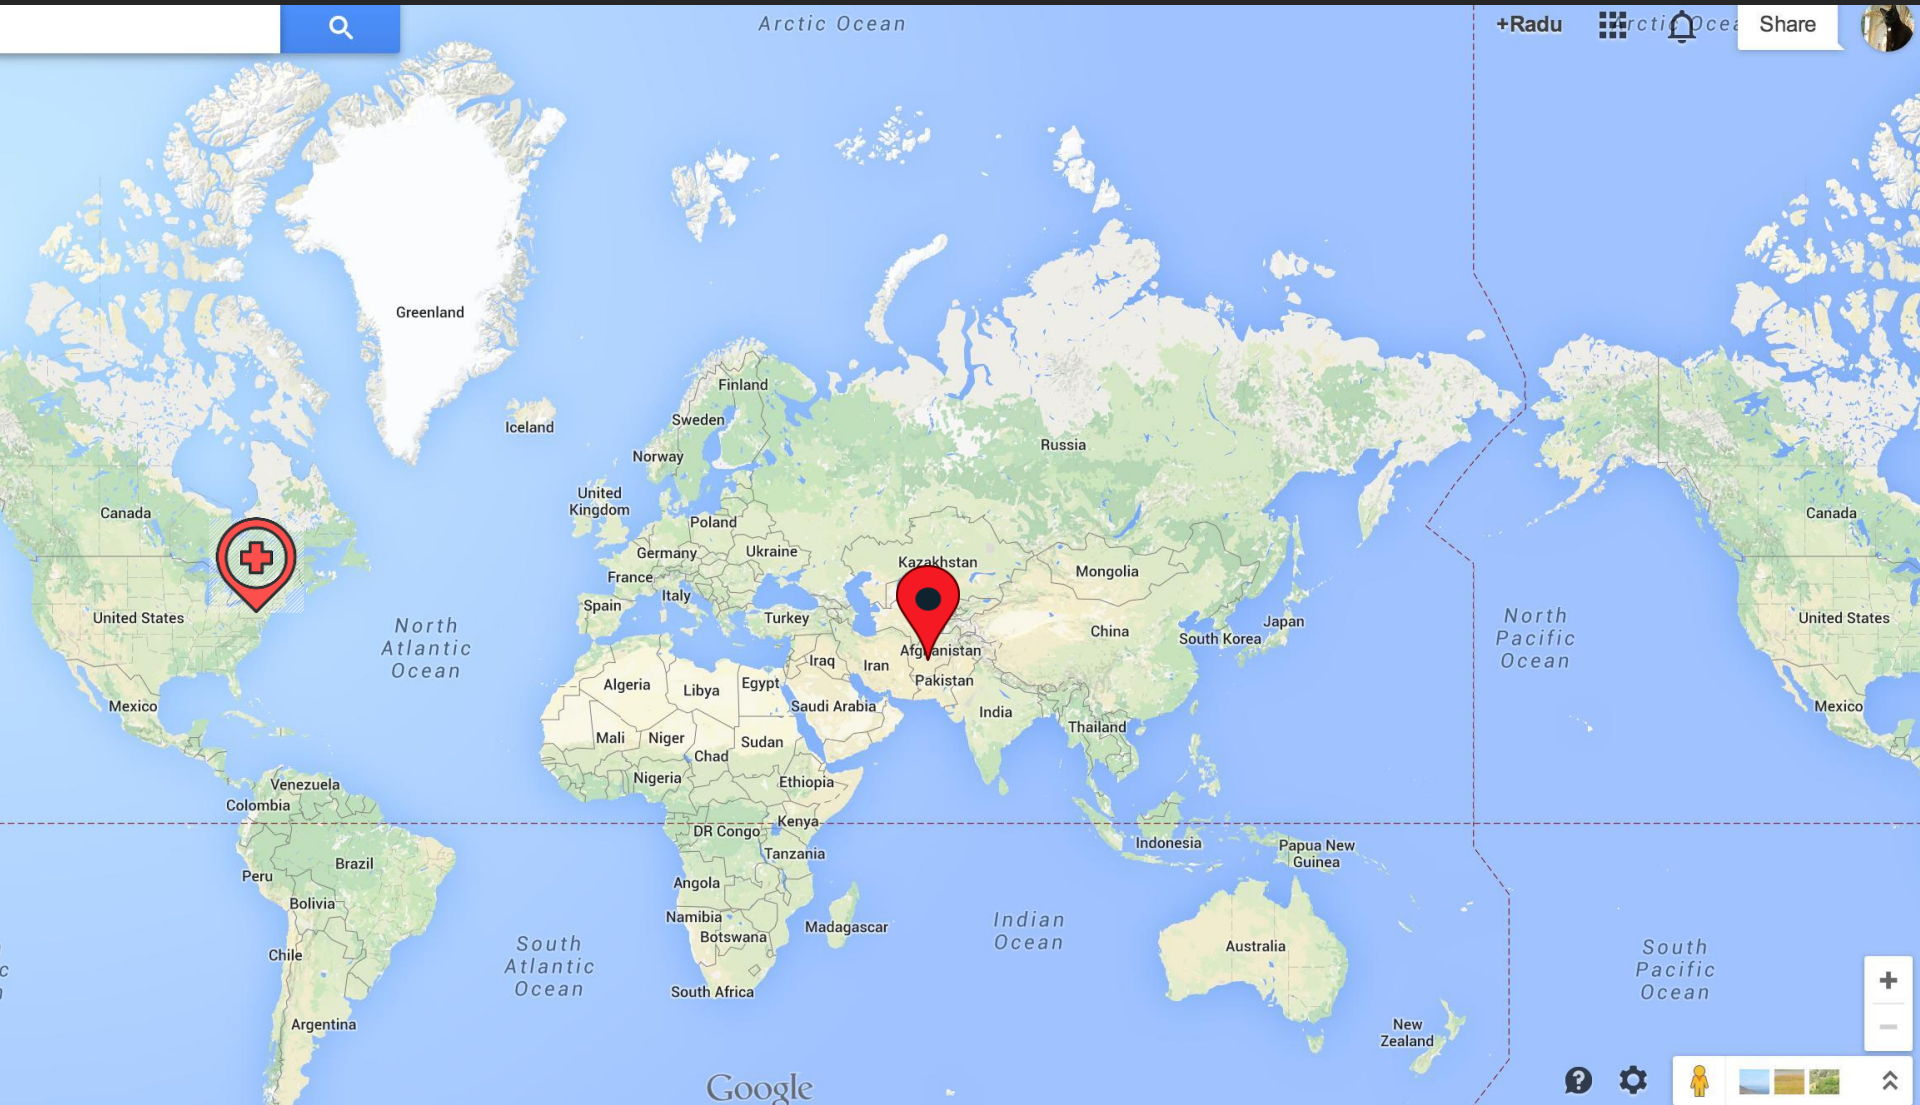 Arctic Ocean
+Radu
Arctic Ocea
Share
Greenland
Iceland
Finland
Sweden
Norway
Russia
United
Kingdom
Poland
Germany
Ukraine
France
Italy
Spain
Turkey
Kazakhstan
Mongolia
China
Japan
South Korea
Afghanistan
Iraq
Iran
Pakistan
India
Thailand
Saudi Arabia
Algeria
Libya
Egypt
Mali
Niger
Chad
Sudan
Nigeria
Ethiopia
Kenya
DR Congo
Tanzania
Angola
Namibia
Botswana
Madagascar
South Africa
Canada
United States
Mexico
North
Atlantic
Ocean
Venezuela
Colombia
Brazil
Peru
Bolivia
Chile
Argentina
South
Atlantic
Ocean
Indian
Ocean
Indonesia
Papua New
Guinea
Australia
New
Zealand
North
Pacific
Ocean
South
Pacific
Ocean
Canada
United States
Mexico
Google